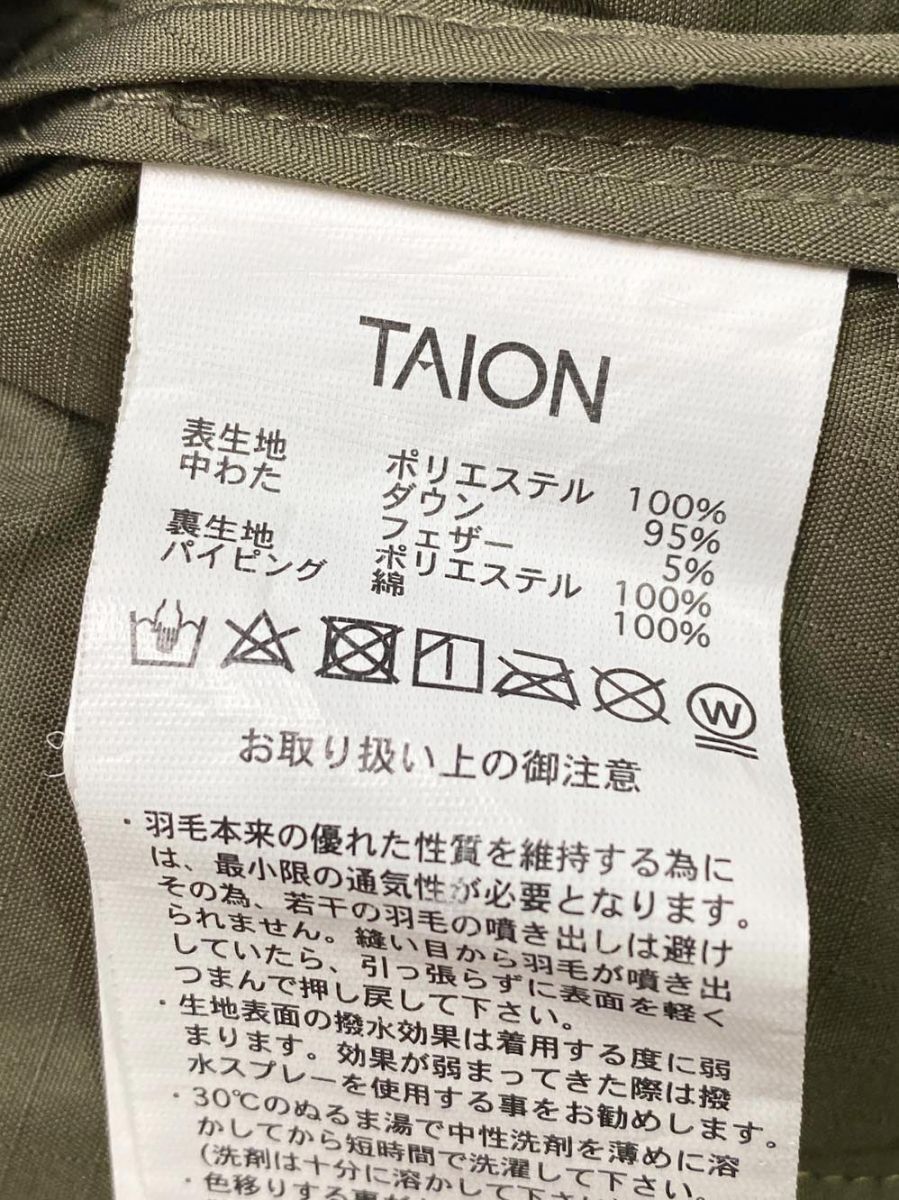 TAION
表生地 ポリエステル 100%
中わた ダウン 95%
フェザー 5%
裏生地 ポリエステル 100%
パイピング 綿 100%
W
お取り扱い上の御注意
・羽毛本来の優れた性質を維持する為に
は、最小限の通気性が必要となります。
その為、若干の羽毛の噴き出しは避け
られません。縫い目から羽毛が噴き出
していたら、引っ張らずに表面を軽く
つまんで押し戻して下さい。
・生地表面の撥水効果は着用する度に弱
まります。効果が弱まってきた際は撥
水スプレーを使用する事をお勧めします。
・30℃のぬるま湯で中性洗剤を薄めに溶
かしてから短時間で洗濯して下さい。
(洗剤は十分に溶かして下さい。
・色移りする事が